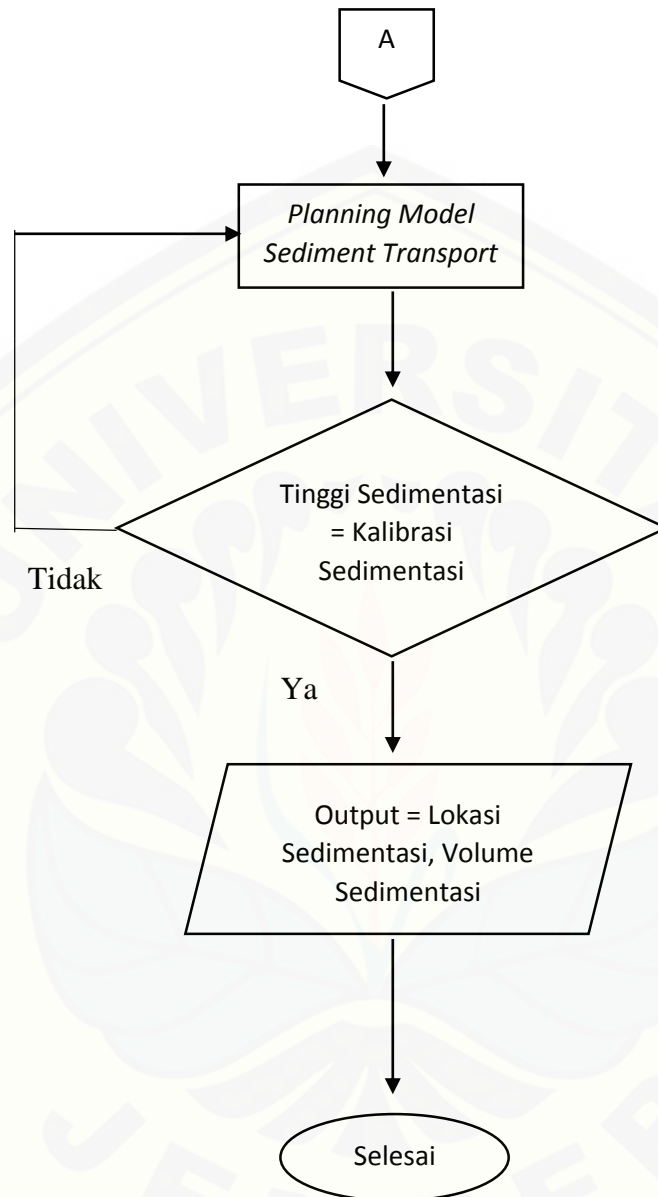 A
Planning Model
Sediment Transport
Tinggi Sedimentasi
= Kalibrasi
Sedimentasi
Tidak
Ya
Output = Lokasi
Sedimentasi, Volume
Sedimentasi
Selesai